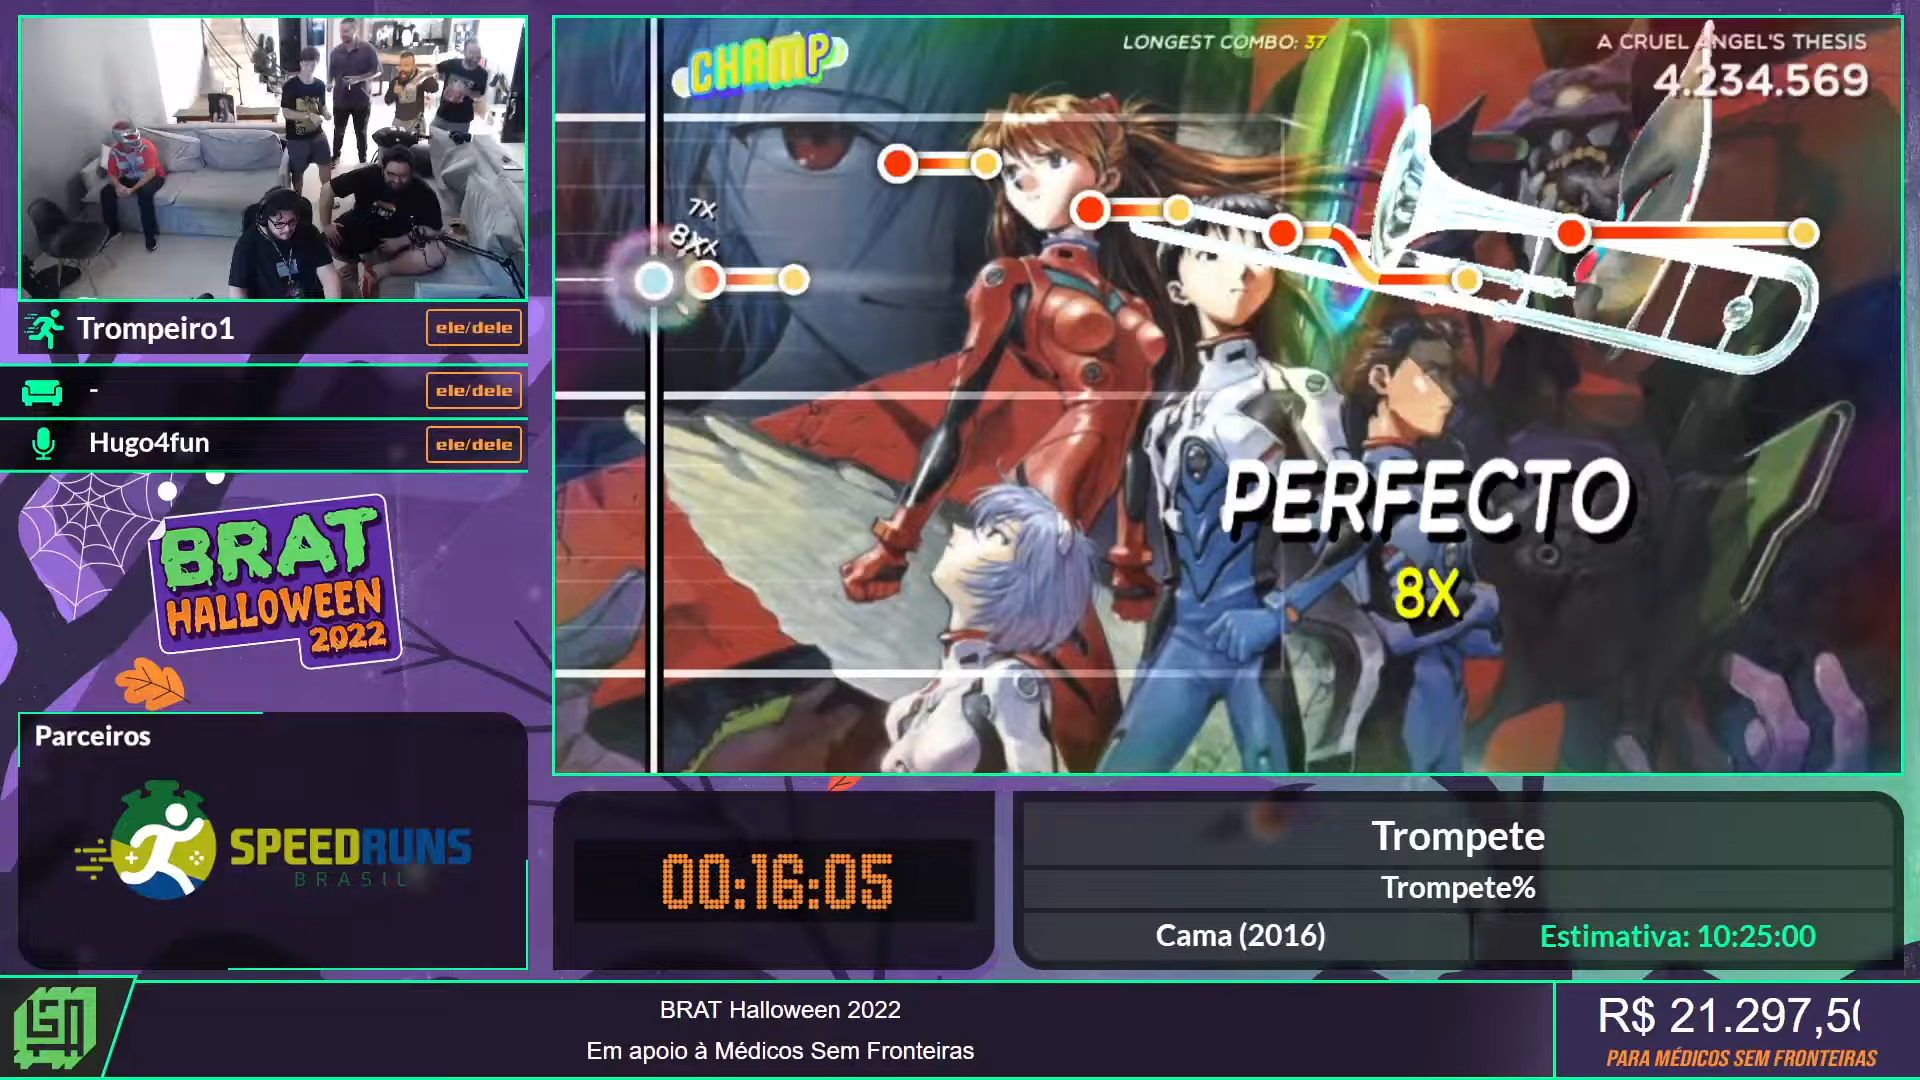 CHAMP
LONGEST COMBO: 37
A CRUEL ANGEL'S THESIS
4.234.569
7X
8X
PERFECTO
8X
Trompeiro1
ele/dele
-
ele/dele
Hugo4fun
ele/dele
BRAT
HALLOWEEN
2022
Parceiros
SPEEDRUNS
BRASIL
00:16:05
Trompete
Trompete%
Cama (2016)
Estimativa: 10:25:00
BRAT Halloween 2022
Em apoio à Médicos Sem Fronteiras
R$ 21.297,50
PARA MÉDICOS SEM FRONTEIRAS